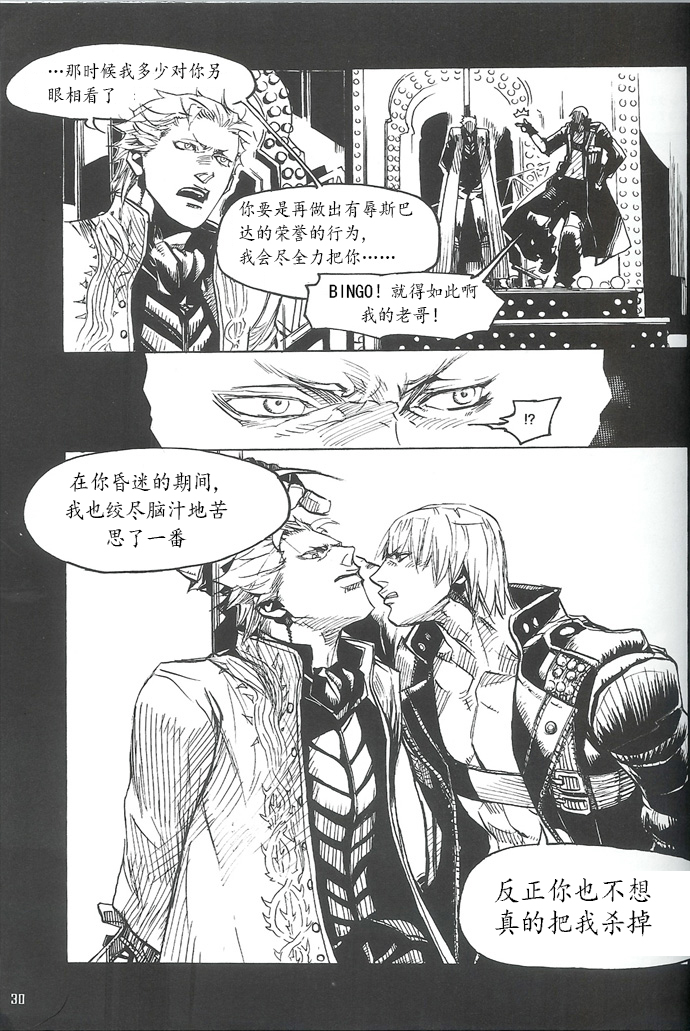 …那时候我多少对你另
眼相看了
你要是再做出有辱斯巴
达的荣誉的行为,
我会尽全力把你……
BINGO! 就得如此啊
我的老哥!
!?
在你昏迷的期间,
我也绞尽脑汁地苦
思了一番
反正你也不想
真的把我杀掉
30